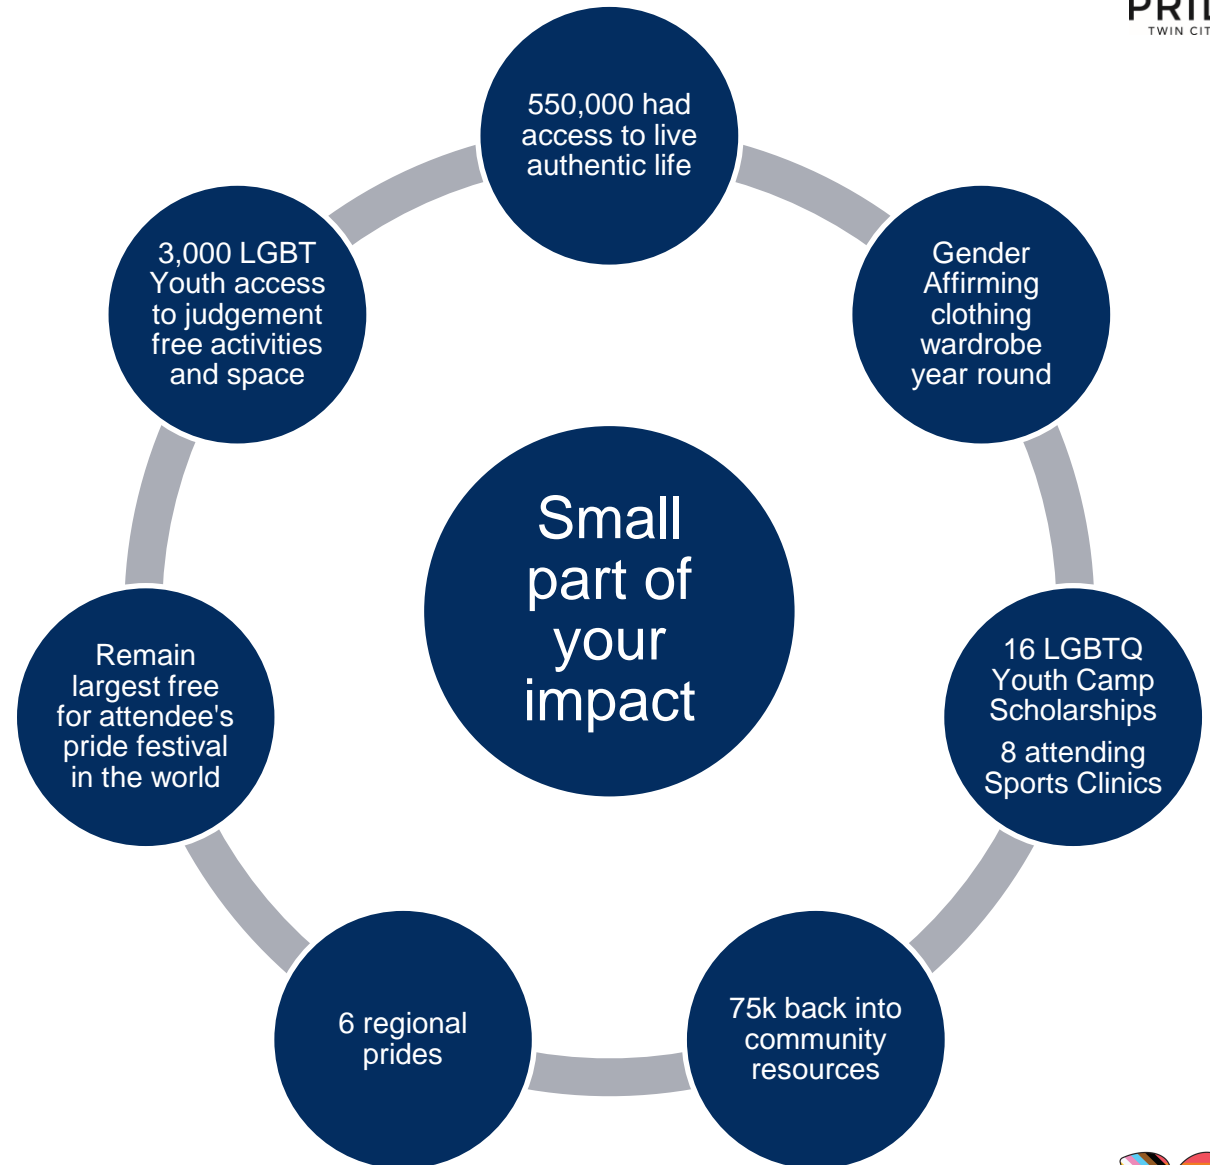 550,000 had
access to live
authentic life
Gender
Affirming
clothing
wardrobe
year round
16 LGBTQ
Youth Camp
Scholarships
8 attending
Sports Clinics
75k back into
community
resources
6 regional
prides
Remain
largest free
for attendee's
pride festival
in the world
3,000 LGBT
Youth access
to judgement
free activities
and space
Small
part of
your
impact
TWIN CIT